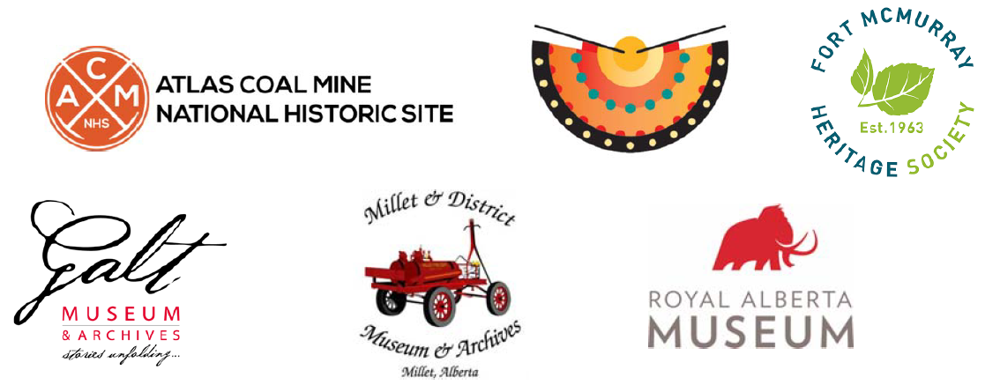 ACM
NHS
ATLAS COAL MINE
NATIONAL HISTORIC SITE
FORT MCMURRAY
HERITAGE SOCIETY
Est.1963
Galt
MUSEUM
& ARCHIVES
stories unfolding...
Millet & District
Museum & Archives
Millet, Alberta
ROYAL ALBERTA
MUSEUM